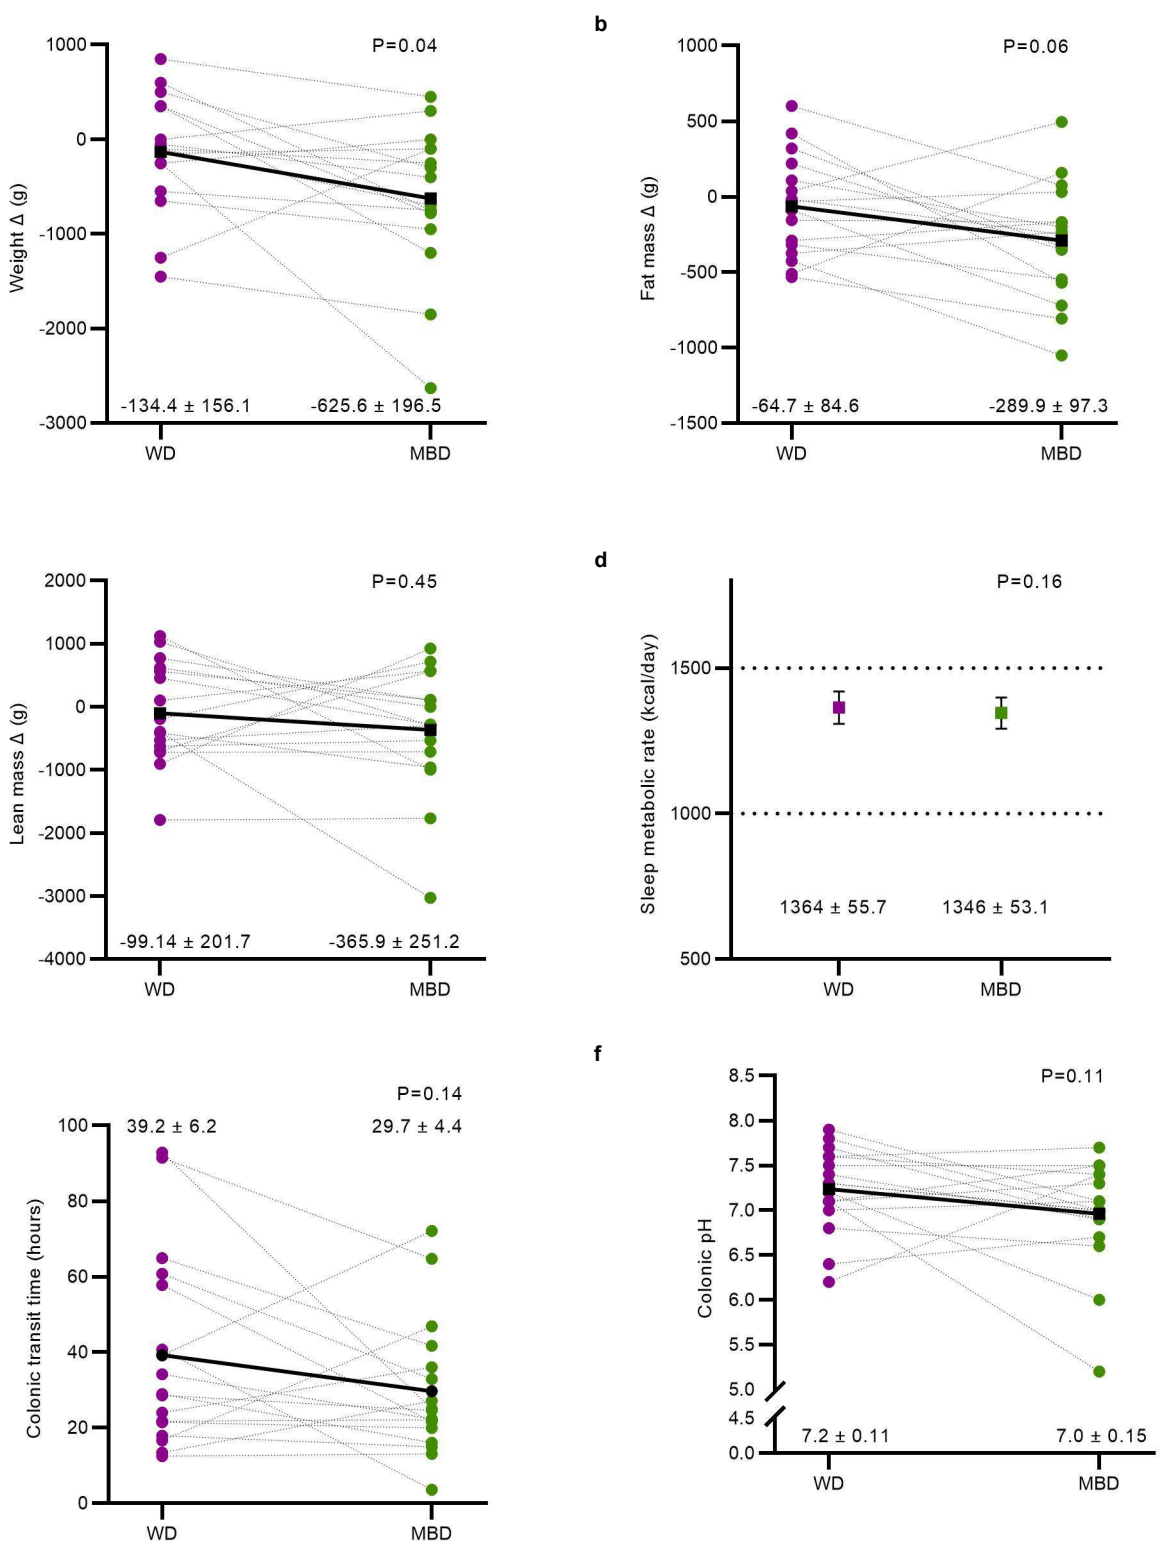 b
P=0.04
1000
0
-1000
-2000
-3000
Weight Δ (g)
-134.4 ± 156.1
-625.6 ± 196.5
WD
MBD
P=0.06
1000
500
0
-500
-1000
-1500
Fat mass Δ (g)
-64.7 ± 84.6
-289.9 ± 97.3
WD
MBD
P=0.45
2000
1000
0
-1000
-2000
-3000
-4000
Lean mass Δ (g)
-99.14 ± 201.7
-365.9 ± 251.2
WD
MBD
d
P=0.16
1500
1000
500
Sleep metabolic rate (kcal/day)
1364 ± 55.7
1346 ± 53.1
WD
MBD
P=0.14
39.2 ± 6.2
29.7 ± 4.4
100
80
60
40
20
0
Colonic transit time (hours)
WD
MBD
f
P=0.11
8.5
8.0
7.5
7.0
6.5
6.0
5.5
5.0
4.5
0.0
Colonic pH
7.2 ± 0.11
7.0 ± 0.15
WD
MBD